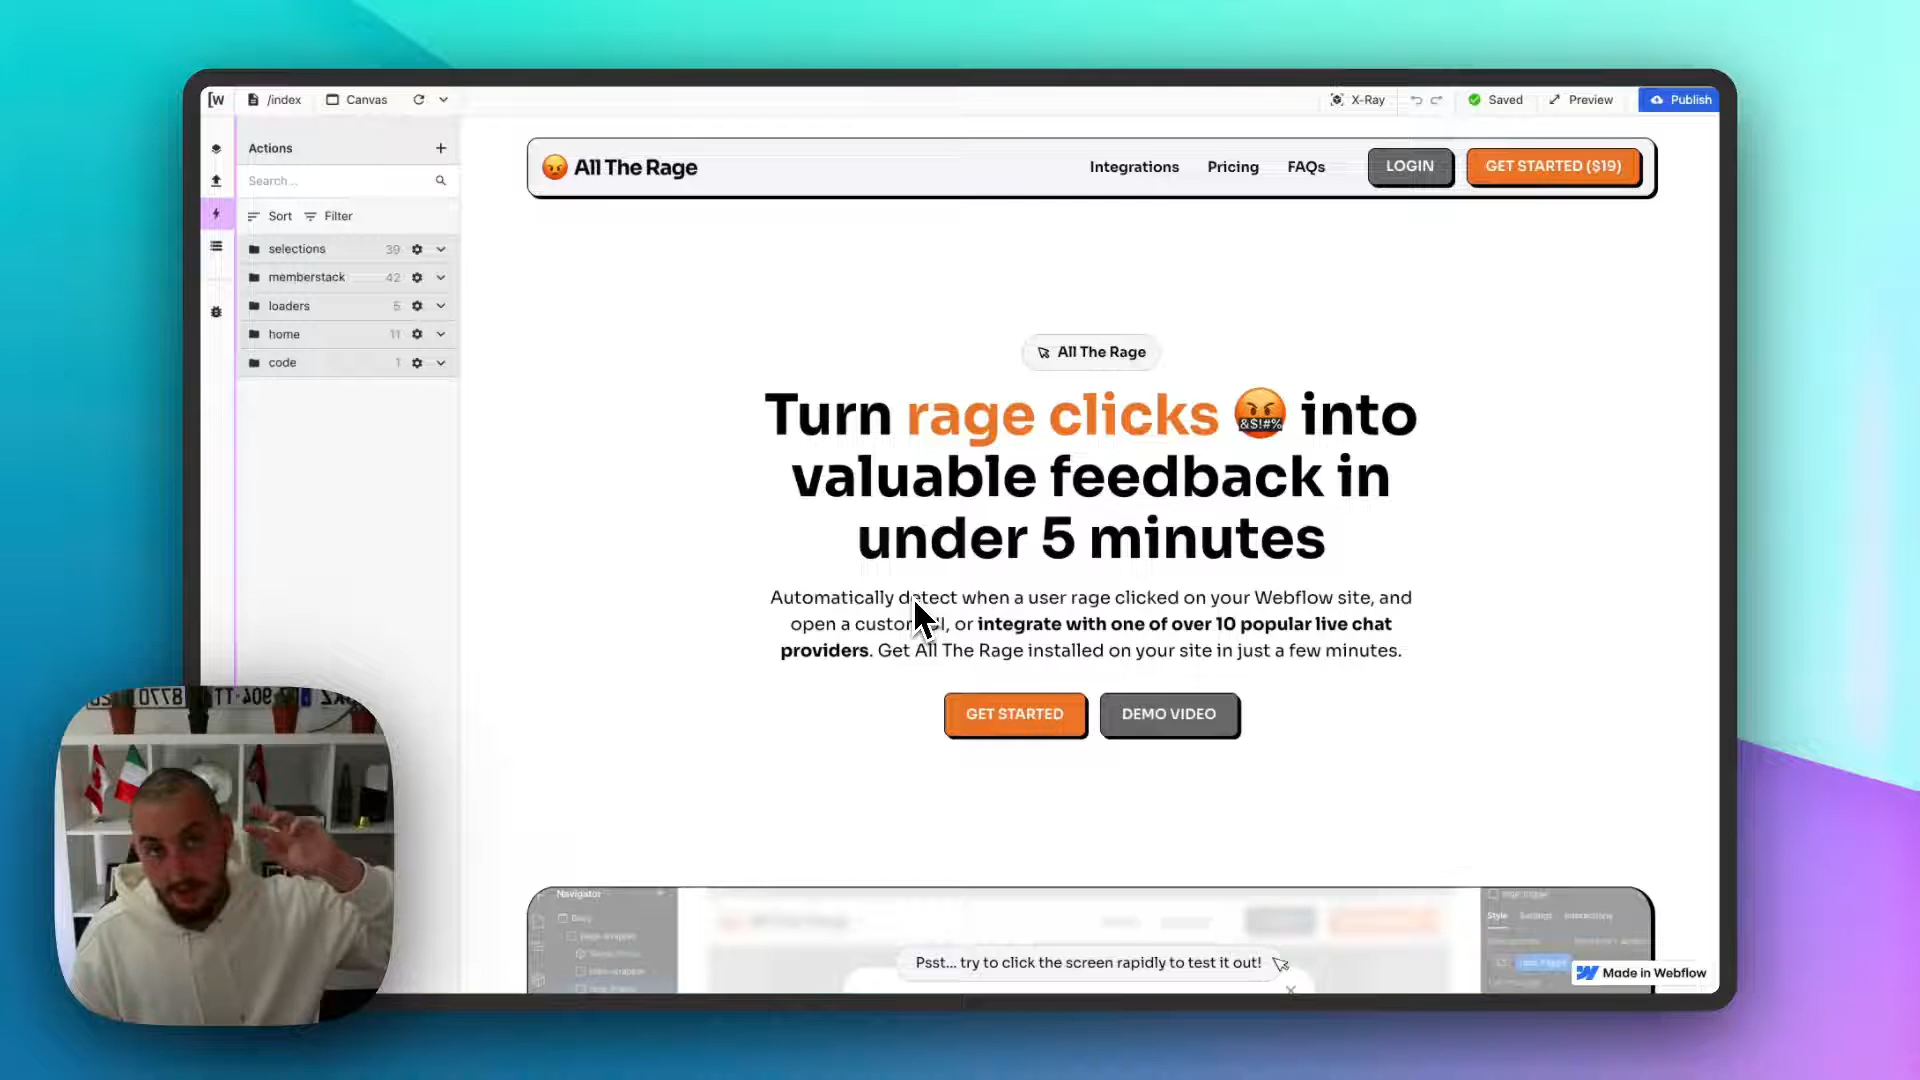 [W
/index
Canvas
X-Ray
Saved
Preview
Publish
Actions
Search...
Sort
Filter
selections 39
memberstack 42
loaders 5
home 11
code 1
All The Rage
Integrations
Pricing
FAQs
LOGIN
GET STARTED ($19)
All The Rage
Turn rage clicks &$!#% into
valuable feedback in
under 5 minutes
Automatically detect when a user rage clicked on your Webflow site, and
open a or integrate with one of over 10 popular live chat
providers. Get All The Rage installed on your site in just a few minutes.
GET STARTED
DEMO VIDEO
Navigator
Body
Style
Settings
Interactions
Psst... try to click the screen rapidly to test it out!
Made in Webflow